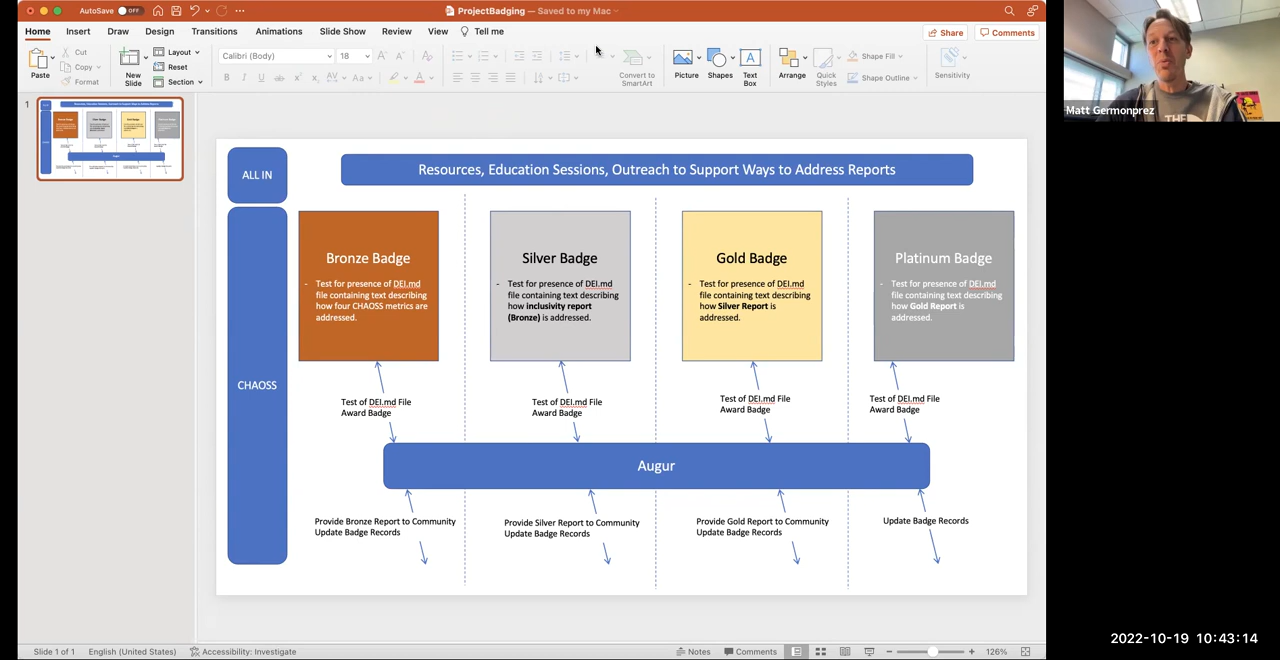 AutoSave OFF
ProjectBadging — Saved to my Mac
Home Insert Draw Design Transitions Animations Slide Show Review View Tell me
Share Comments
Paste
Cut
Copy
Format
New Slide
Layout
Reset
Section
Calibri (Body) 18
Convert to SmartArt
Picture
Shapes
Text Box
Arrange
Quick Styles
Shape Fill
Shape Outline
Sensitivity
Matt Germonprez
1
ALL IN
Resources, Education Sessions, Outreach to Support Ways to Address Reports
CHAOSS
Bronze Badge
- Test for presence of DEI.md
file containing text describing
how four CHAOSS metrics are
addressed.
Silver Badge
- Test for presence of DEI.md
file containing text describing
how inclusivity report
(Bronze) is addressed.
Gold Badge
- Test for presence of DEI.md
file containing text describing
how Silver Report is
addressed.
Platinum Badge
- Test for presence of DEI.md
file containing text describing
how Gold Report is
addressed.
Test of DEI.md File
Award Badge
Test of DEI.md File
Award Badge
Test of DEI.md File
Award Badge
Test of DEI.md File
Award Badge
Augur
Provide Bronze Report to Community
Update Badge Records
Provide Silver Report to Community
Update Badge Records
Provide Gold Report to Community
Update Badge Records
Update Badge Records
Slide 1 of 1 English (United States) Accessibility: Investigate
Notes Comments 126%
2022-10-19 10:43:14